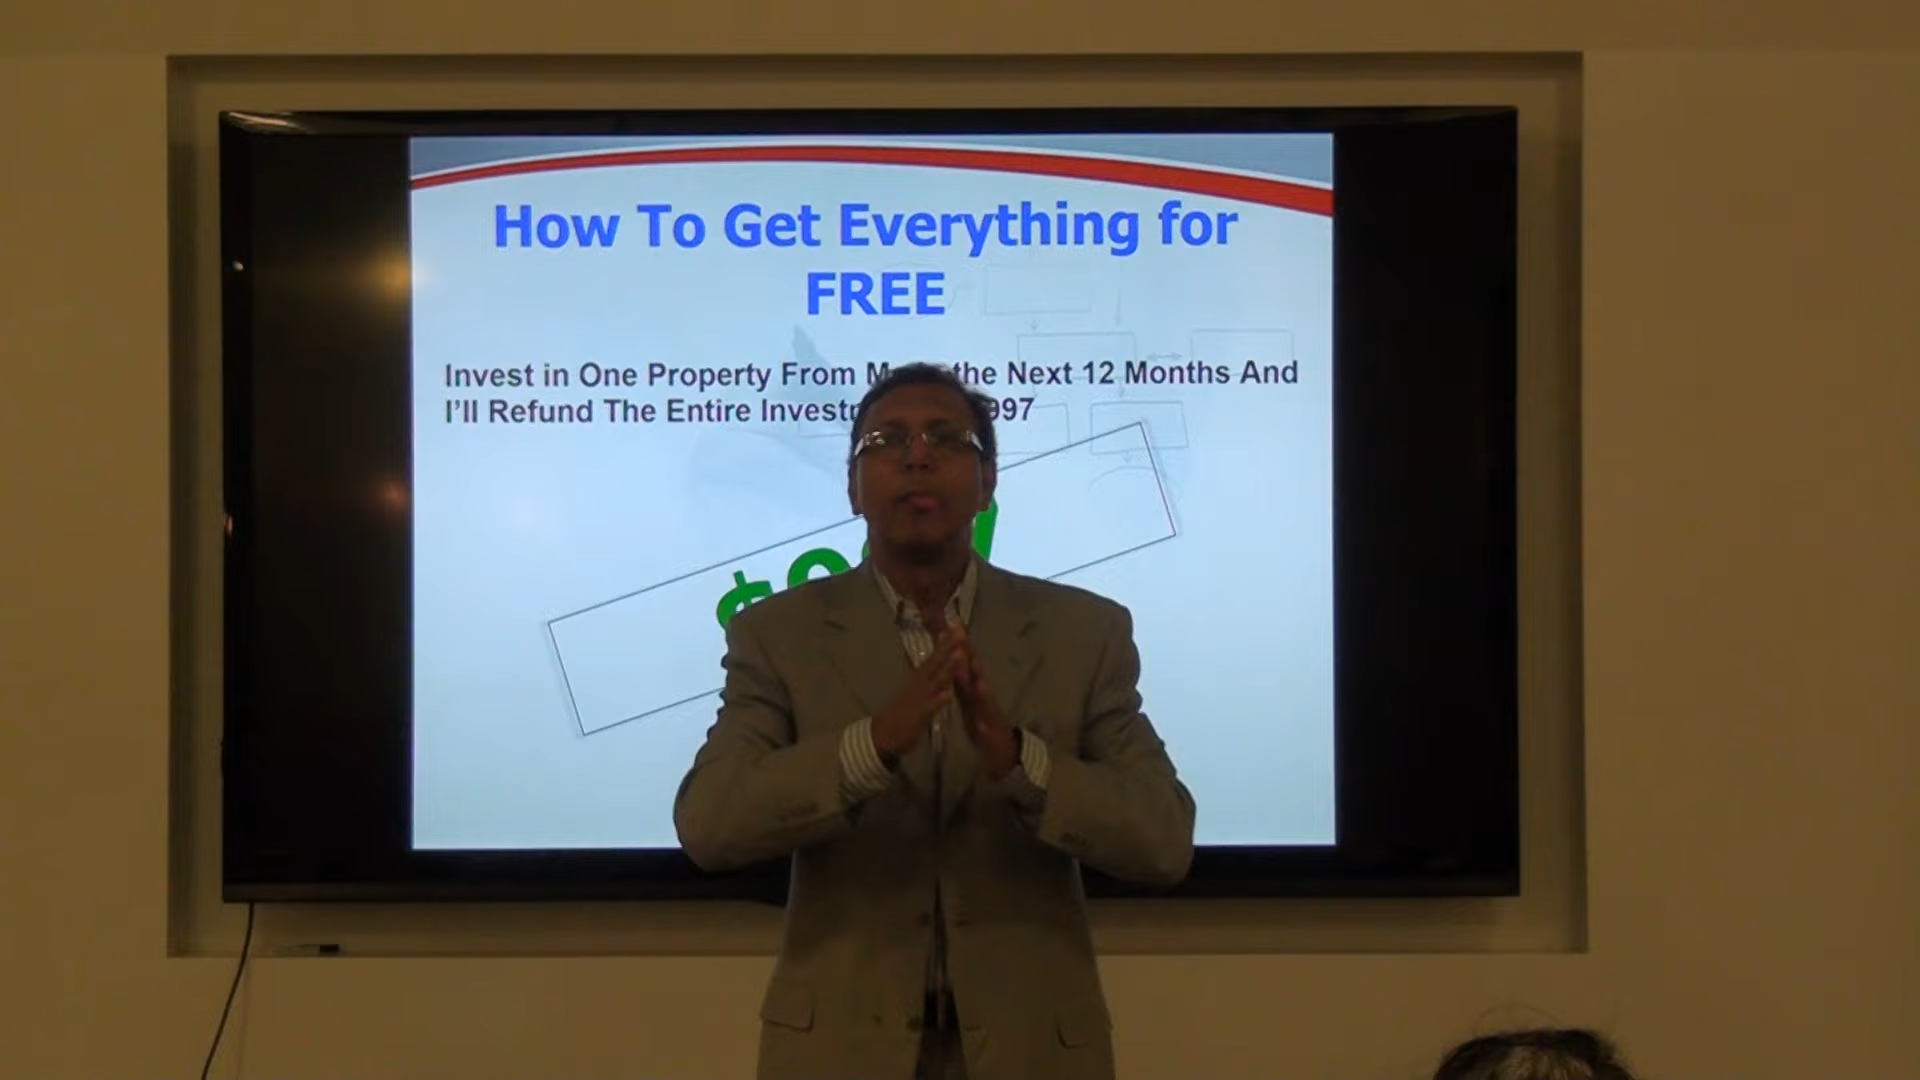 How To Get Everything for
FREE
Invest in One Property From the Next 12 Months And
I'll Refund The Entire 997